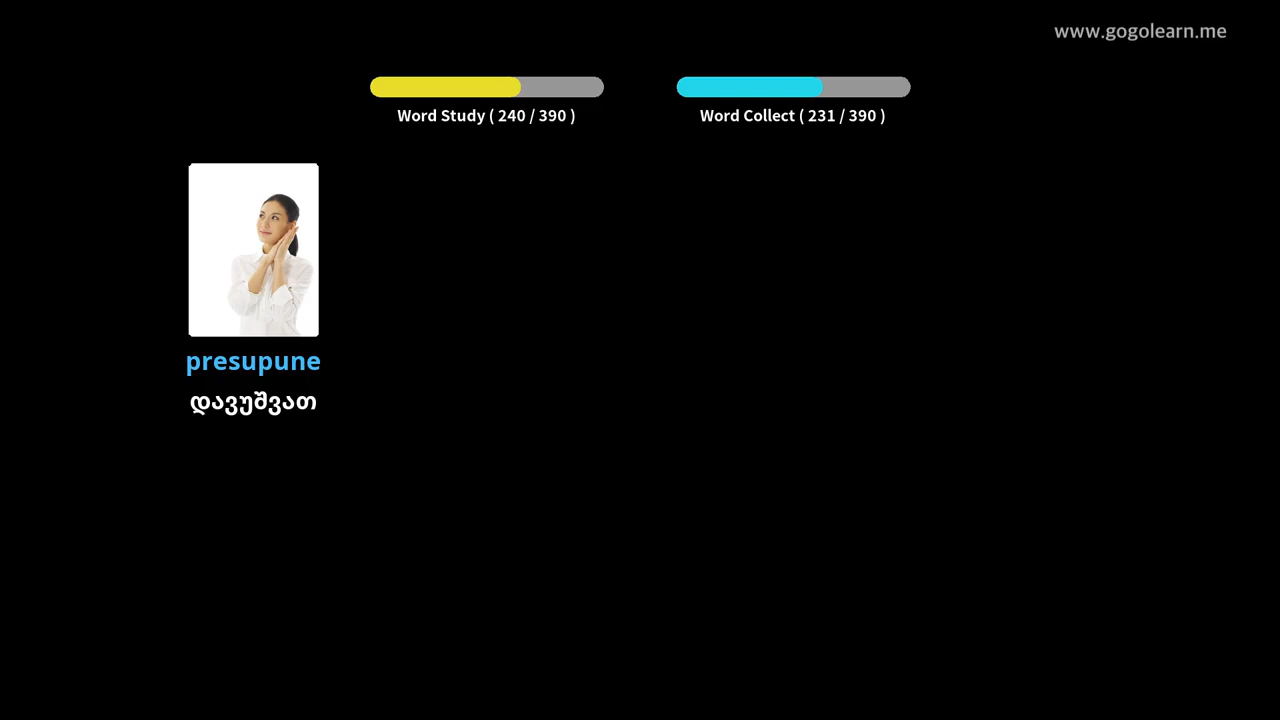 www.gogolearn.me
Word Study ( 240 / 390 )
Word Collect ( 231 / 390 )
presupune
დავუშვათ